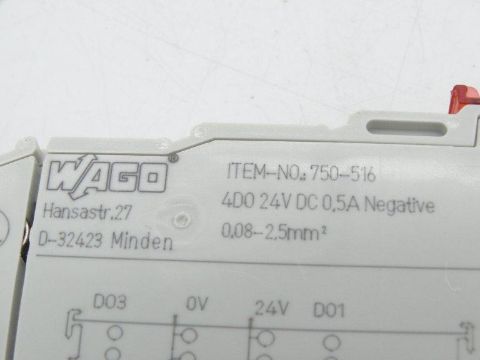 WAGO®
Hansastr.27
D-32423 Minden
ITEM-NO.: 750-516
4DO 24V DC 0,5A Negative
0,08-2,5mm²
DO3 0V 24V DO1